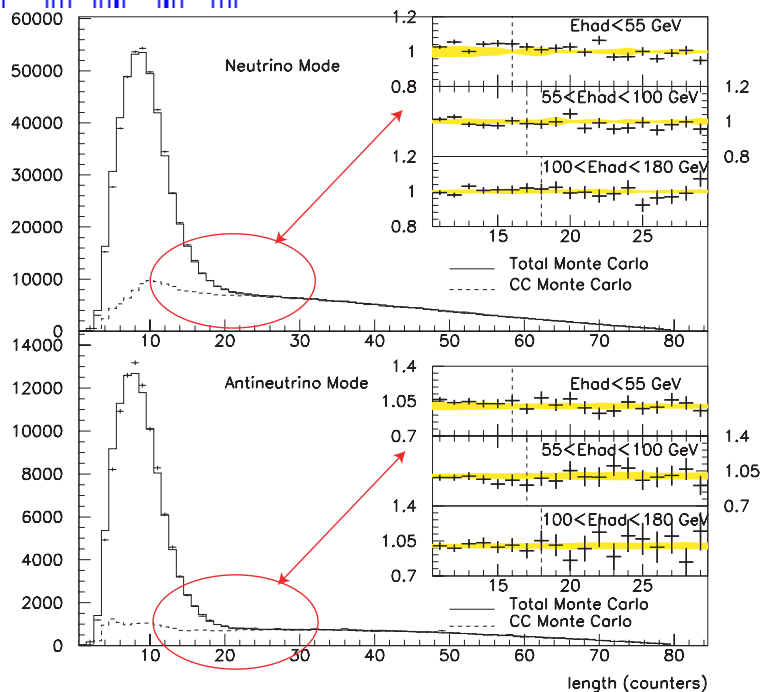 60000
50000
40000
30000
20000
10000
0
Neutrino Mode
1.2
1
0.8
Ehad<55 GeV
55<Ehad<100 GeV
1.2
1
0.8
1.2
1
0.8
100<Ehad<180 GeV
15 20 25
Total Monte Carlo
CC Monte Carlo
0 10 20 30 40 50 60 70 80
14000
12000
10000
8000
6000
4000
2000
0
Antineutrino Mode
1.4
1.05
0.7
Ehad<55 GeV
55<Ehad<100 GeV
1.4
1.05
0.7
1.4
1.05
0.7
100<Ehad<180 GeV
15 20 25
Total Monte Carlo
CC Monte Carlo
10 20 30 40 50 60 70 80
length (counters)